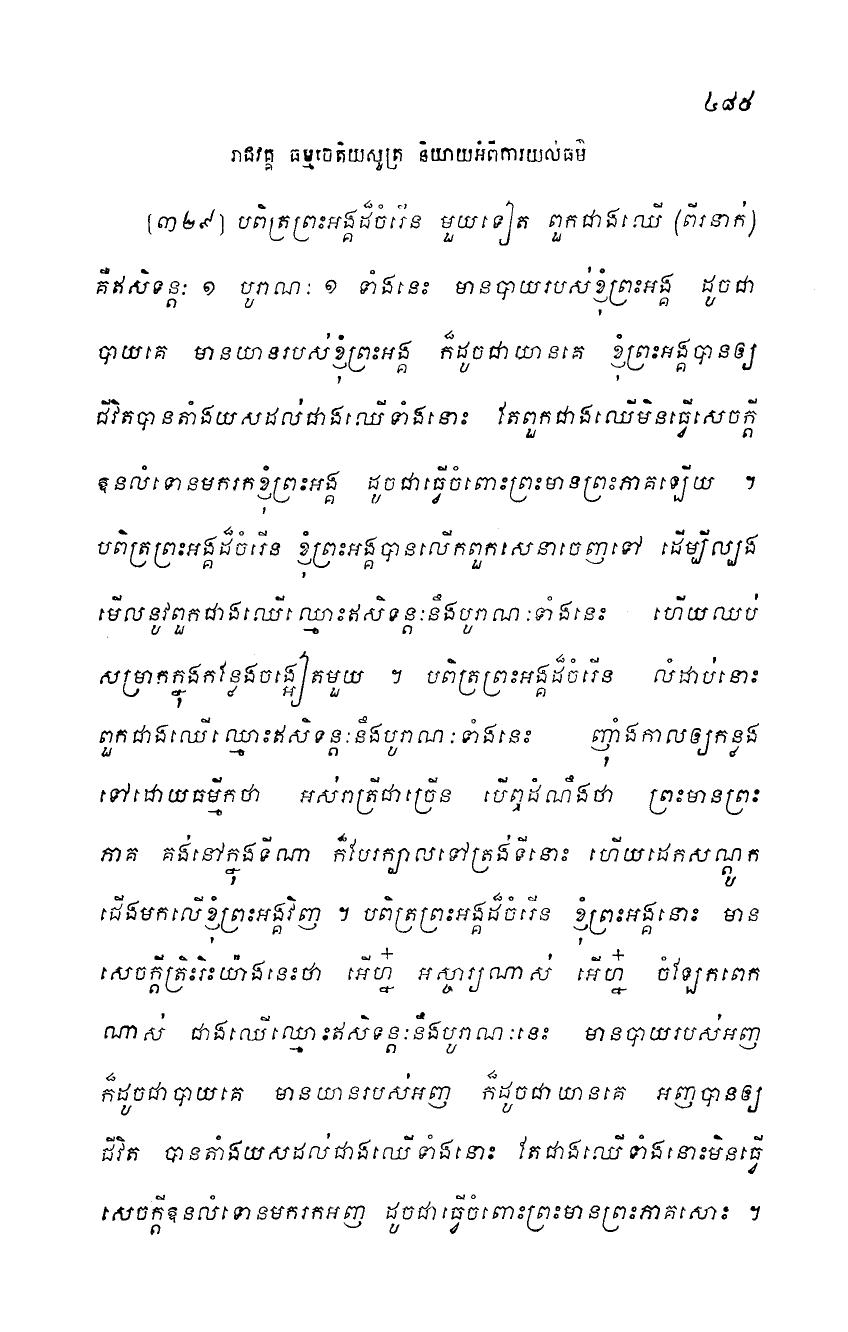 ៤៨៥
រាជវគ្គ ធម្មចេតិយសូត្រ និយាយអំពីការយល់ធម៌
[៣២៩] បពិត្រព្រះអង្គដ៏ចំរើន មួយទៀត ពួកជាងឈើ (ពីរនាក់)
គឺឥសិទន្តៈ ១ បូរាណៈ ១ ទាំងនេះ មានបាយរបស់ខ្ញុំព្រះអង្គ ដូចជា
បាយគេ មានយានរបស់ខ្ញុំព្រះអង្គ ក៏ដូចជាយានគេ ខ្ញុំព្រះអង្គបានឲ្យ
ជីវិតបានតាំងយសដល់ជាងឈើទាំងនោះ តែពួកជាងឈើមិនធ្វើសេចក្តី
ឱនលំទោនមករកខ្ញុំព្រះអង្គ ដូចជាធ្វើចំពោះព្រះមានព្រះភាគឡើយ ។
បពិត្រព្រះអង្គដ៏ចំរើន ខ្ញុំព្រះអង្គបានលើកពួកសេនាចេញទៅ ដើម្បីល្បង
មើលនូវពួកជាងឈើឈ្មោះឥសិទន្តៈនឹងបូរាណៈទាំងនេះ ហើយឈប់
សម្រាកក្នុងកន្លែងចង្អៀតមួយ ។ បពិត្រព្រះអង្គដ៏ចំរើន លំដាប់នោះ
ពួកជាងឈើឈ្មោះឥសិទន្តៈនឹងបូរាណៈទាំងនេះ ញ៉ាំងកាលឲ្យកន្លង
ទៅដោយធម្មីកថា អស់រាត្រីជាច្រើន បើឮដំណឹងថា ព្រះមានព្រះ
ភាគ គង់នៅក្នុងទីណា ក៏បែរក្បាលទៅត្រង់ទីនោះ ហើយដេកសណ្តូក
ជើងមកលើខ្ញុំព្រះអង្គវិញ ។ បពិត្រព្រះអង្គដ៏ចំរើន ខ្ញុំព្រះអង្គនោះ មាន
សេចក្តីត្រិះរិះយ៉ាងនេះថា អើហ្ន៎ អស្ចារ្យណាស់ អើហ្ន៎ ចំឡែកពេក
ណាស់ ជាងឈើឈ្មោះឥសិទន្តៈនឹងបូរាណៈនេះ មានបាយរបស់អញ
ក៏ដូចជាបាយគេ មានយានរបស់អញ ក៏ដូចជាយានគេ អញបានឲ្យ
ជីវិត បានតាំងយសដល់ជាងឈើទាំងនោះ តែជាងឈើទាំងនោះមិនធ្វើ
សេចក្តីឱនលំទោនមករកអញ ដូចជាធ្វើចំពោះព្រះមានព្រះភាគសោះ ។